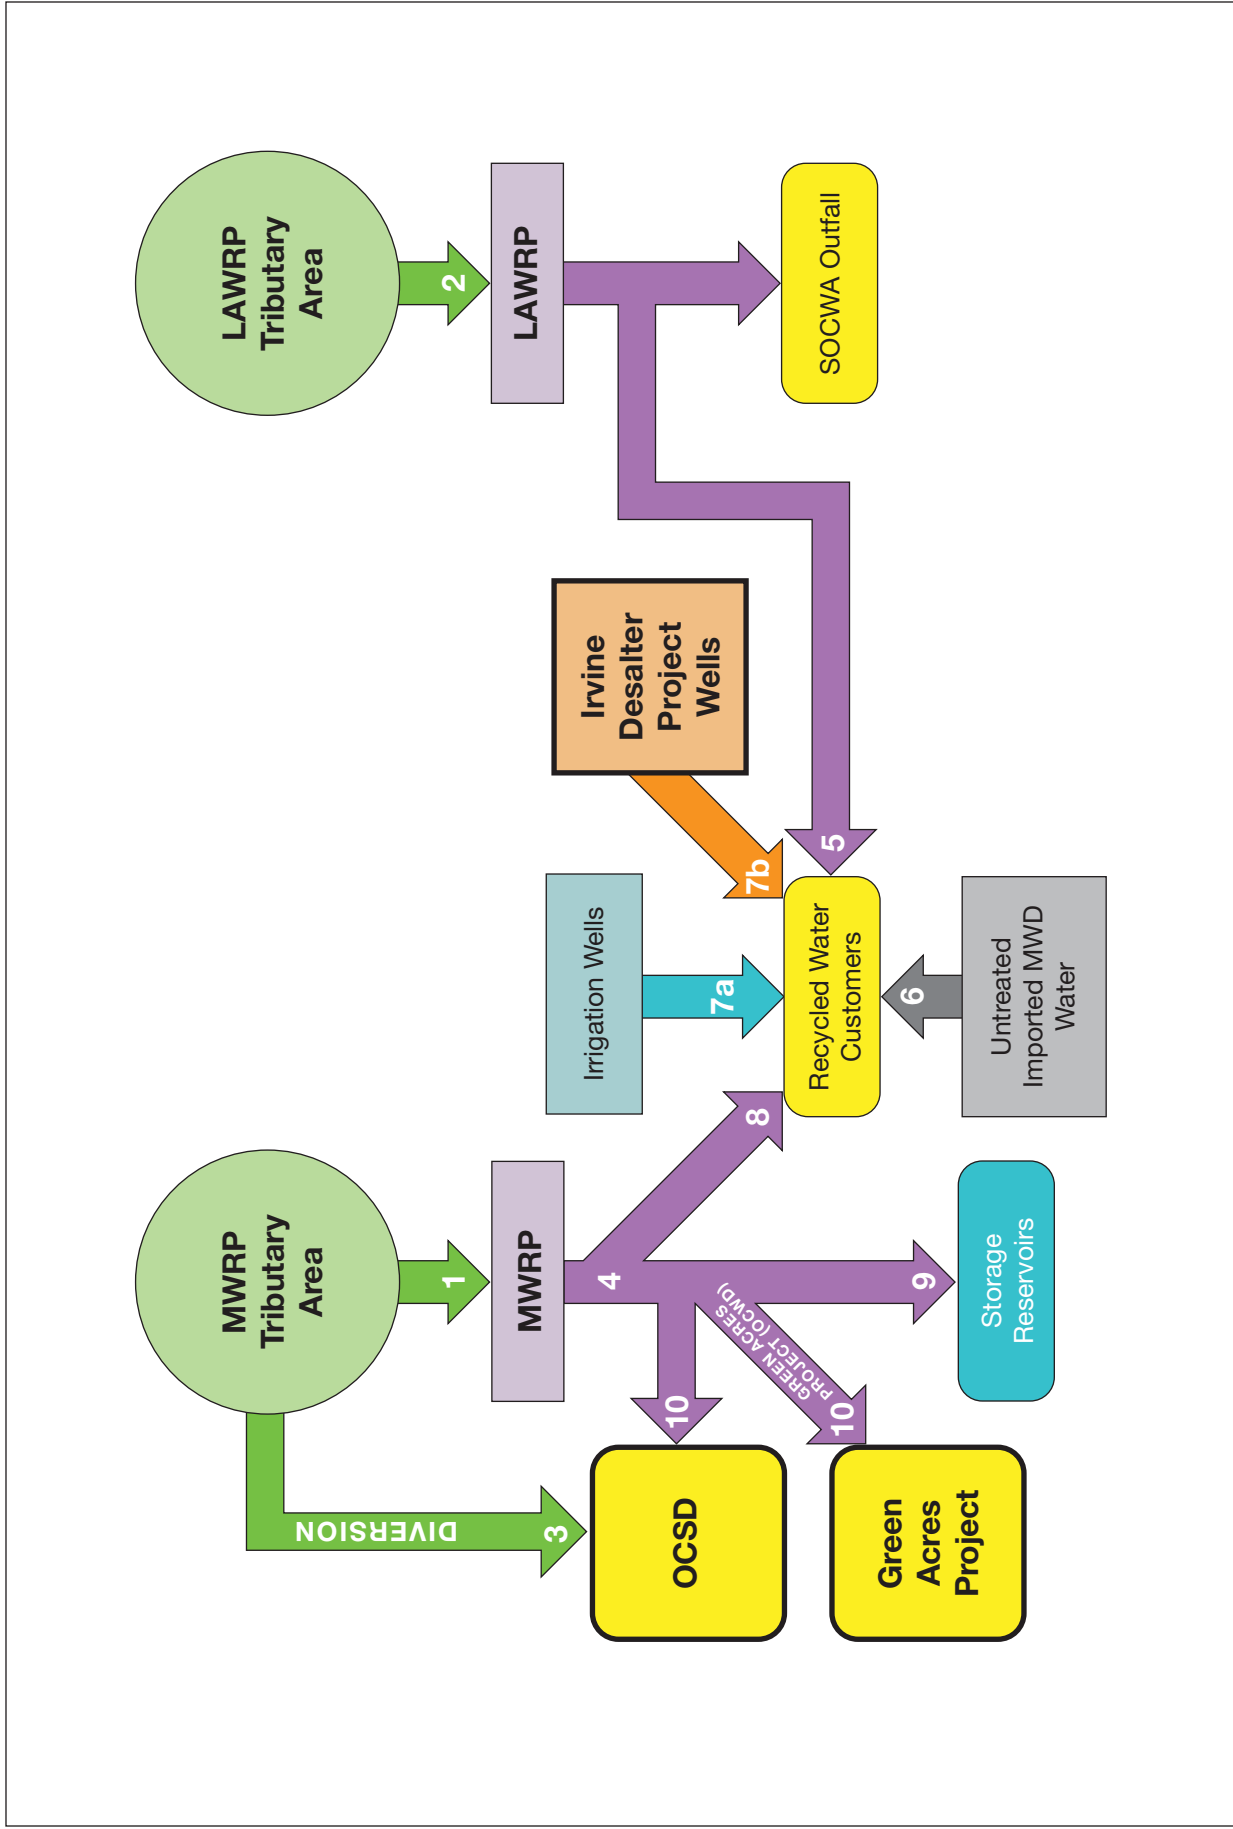 MWRP
Tributary
Area
LAWRP
Tributary
Area
DIVERSION
3
1
2
MWRP
LAWRP
4
Irrigation Wells
Irvine
Desalter
Project
Wells
OCSD
10
8
7a
7b
GREEN ACRES
PROJECT (OCWD)
10
Recycled Water
Customers
5
SOCWA Outfall
Green
Acres
Project
9
6
Storage
Reservoirs
Untreated
Imported MWD
Water